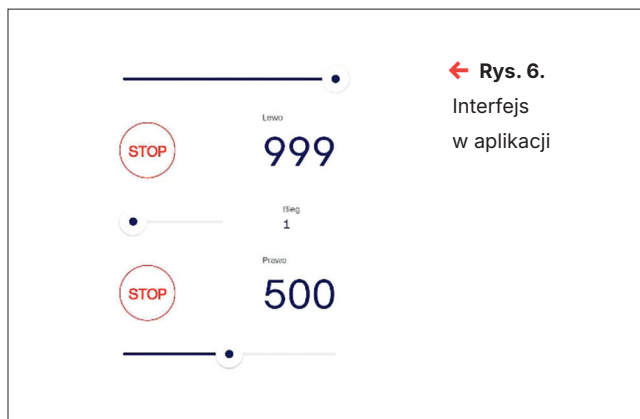 ← Rys. 6.
Interfejs
w aplikacji
Lewo
STOP
999
Bieg
1
Prawo
STOP
500